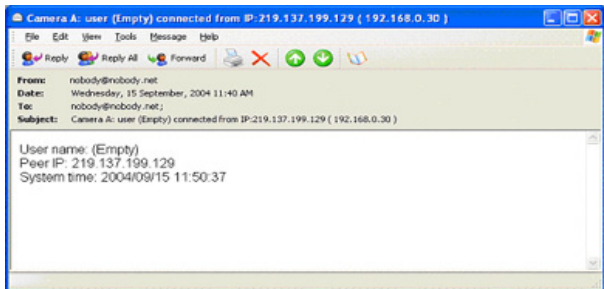 Camera A: user (Empty) connected from IP:219.137.199.129 ( 192.168.0.30 )
File Edit View Tools Message Help
Reply Reply All Forward
From: nobody@nobody.net
Date: Wednesday, 15 September, 2004 11:40 AM
To: nobody@nobody.net;
Subject: Camera A: user (Empty) connected from IP:219.137.199.129 ( 192.168.0.30 )
User name: (Empty)
Peer IP: 219.137.199.129
System time: 2004/09/15 11:50:37